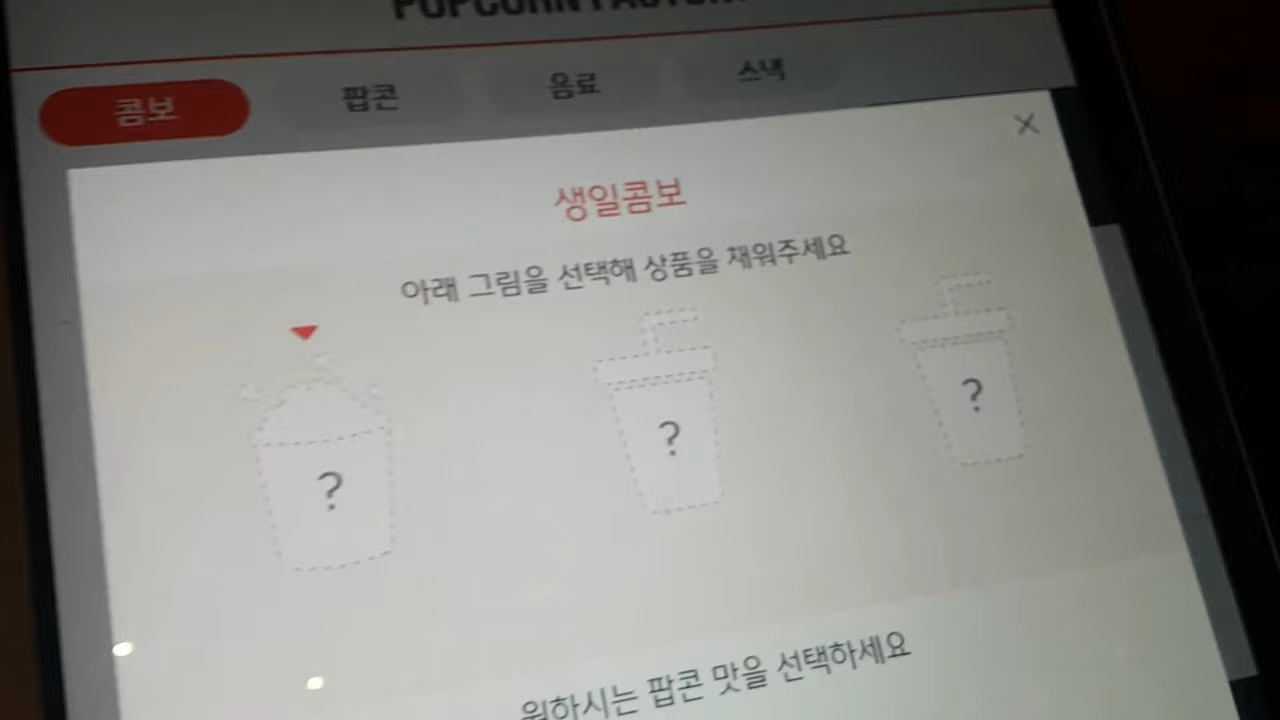 POPCORN FACTORY
콤보 팝콘 음료 스낵
생일콤보
아래 그림을 선택해 상품을 채워주세요
? ? ?
원하시는 팝콘 맛을 선택하세요